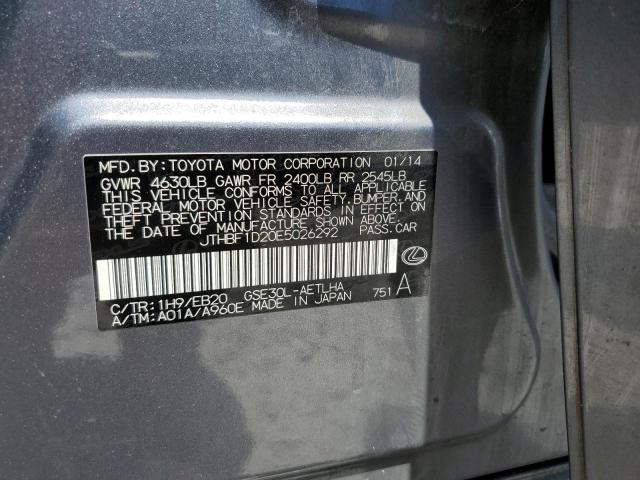 MFD.BY:TOYOTA MOTOR CORPORATION 01/14
GVWR 4630LB GAWR FR 2400LB RR 2545LB
THIS VEHICLE CONFORMS TO ALL APPLICABLE
FEDERAL MOTOR VEHICLE SAFETY, BUMPER, AND
THEFT PREVENTION STANDARDS IN EFFECT ON
THE DATE OF MANUFACTURE SHOWN ABOVE.
JTHBF1D20E5026292 PASS.CAR
C/TR:1H9/EB20 GSE30L-AETLHA
A/TM:A01A/A960E MADE IN JAPAN 751 A